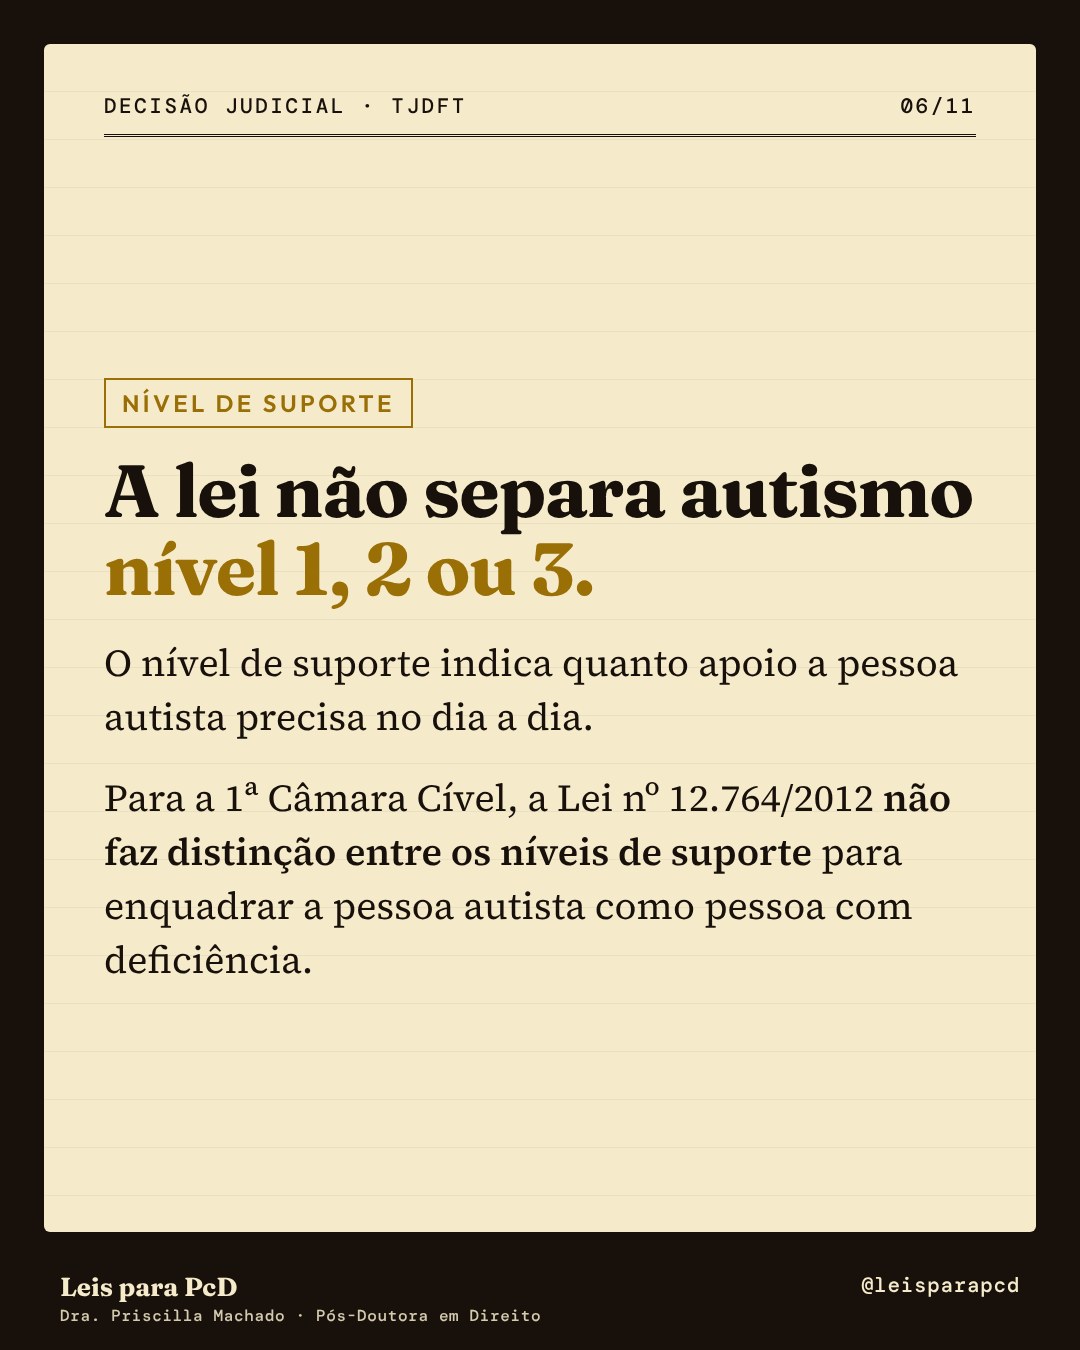 DECISÃO JUDICIAL · TJDFT 06/11
NÍVEL DE SUPORTE
A lei não separa autismo
nível 1, 2 ou 3.
O nível de suporte indica quanto apoio a pessoa
autista precisa no dia a dia.
Para a 1ª Câmara Cível, a Lei nº 12.764/2012 não
faz distinção entre os níveis de suporte para
enquadrar a pessoa autista como pessoa com
deficiência.
Leis para PcD
@leisparapcd
Dra. Priscilla Machado · Pós-Doutora em Direito